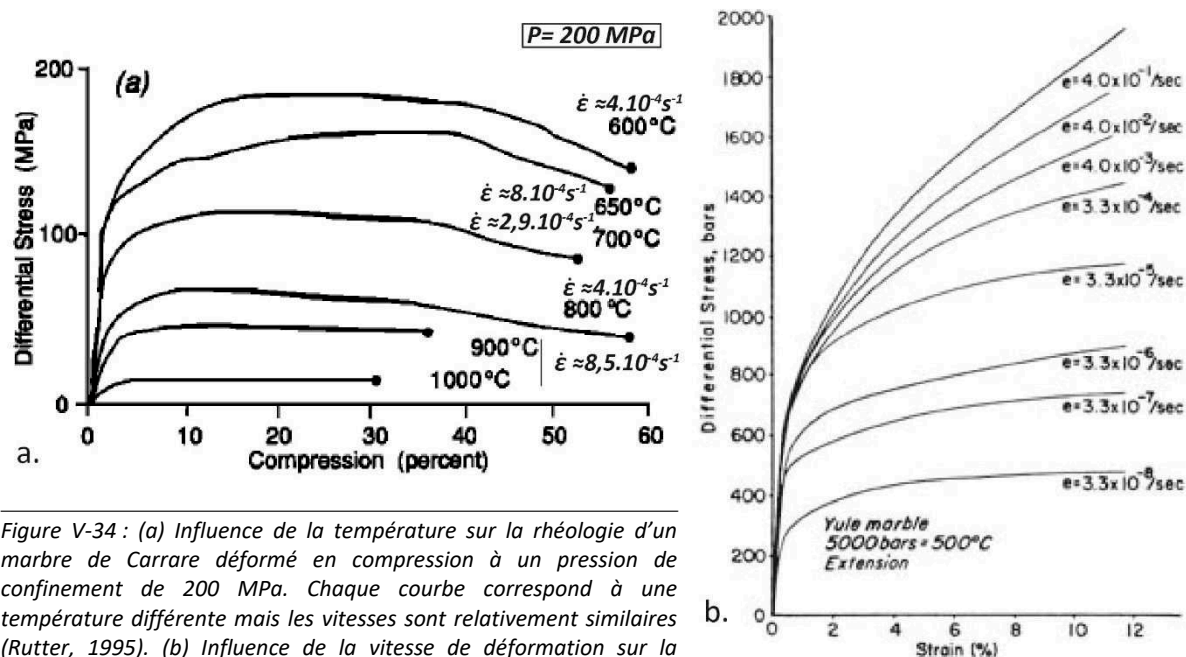 P= 200 MPa
(a)
Differential Stress (MPa)
200
100
0
ε̇ ≈4.10⁻⁴s⁻¹
600°C
ε̇ ≈8.10⁻⁴s⁻¹
650°C
ε̇ ≈2,9.10⁻⁴s⁻¹
700°C
ε̇ ≈4.10⁻⁴s⁻¹
800°C
900°C
1000°C
ε̇ ≈8,5.10⁻⁴s⁻¹
0 10 20 30 40 50 60
Compression (percent)
a.
Figure V-34 : (a) Influence de la température sur la rhéologie d'un
marbre de Carrare déformé en compression à un pression de
confinement de 200 MPa. Chaque courbe correspond à une
température différente mais les vitesses sont relativement similaires
(Rutter, 1995). (b) Influence de la vitesse de déformation sur la
Differential Stress, bars
2000
1800
1600
1400
1200
1000
800
600
400
200
0
e=4.0x10⁻¹/sec
e=4.0x10⁻²/sec
e=4.0x10⁻³/sec
e=3.3x10⁻⁴/sec
e=3.3x10⁻⁵/sec
e=3.3x10⁻⁶/sec
e=3.3x10⁻⁷/sec
e=3.3x10⁻⁸/sec
Yule marble
5000bars = 500°C
Extension
0 2 4 6 8 10 12
Strain (%)
b.